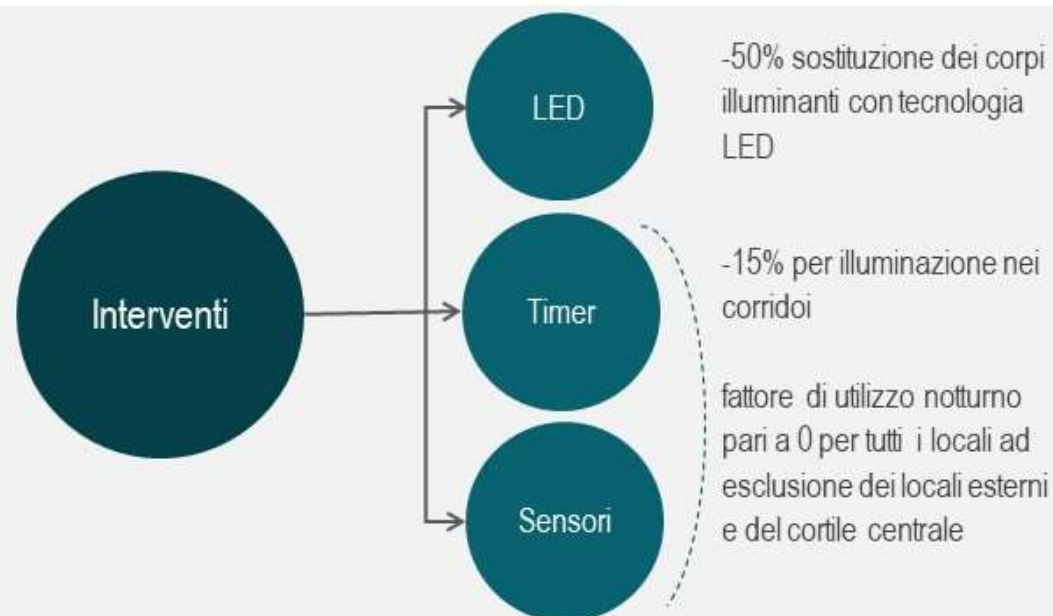 Interventi
LED
-50% sostituzione dei corpi
illuminanti con tecnologia
LED
Timer
-15% per illuminazione nei
corridoi
Sensori
fattore di utilizzo notturno
pari a 0 per tutti i locali ad
esclusione dei locali esterni
e del cortile centrale